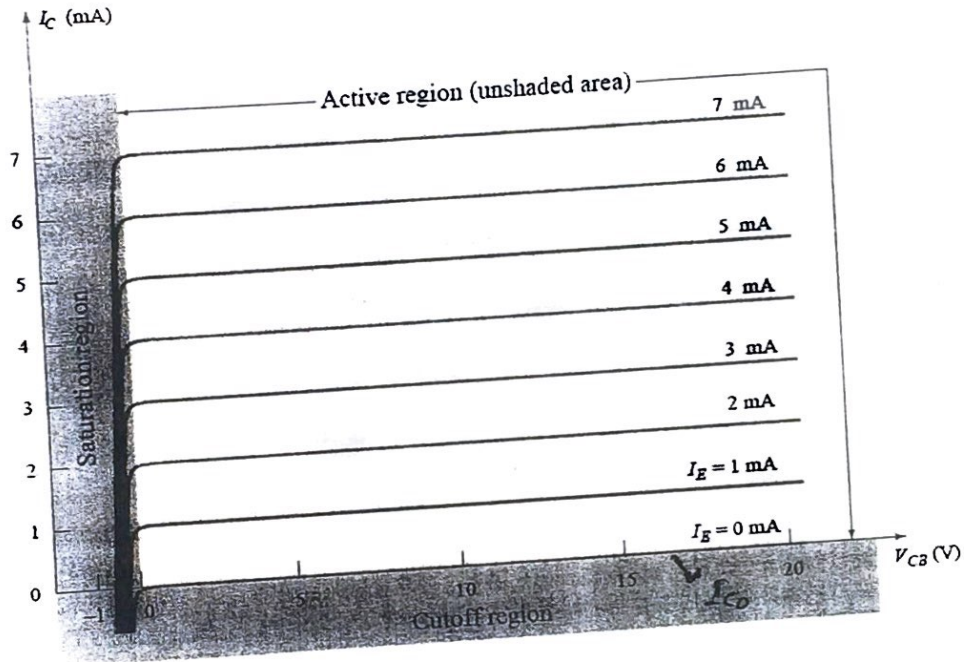 I_C (mA)
Active region (unshaded area)
7 mA
7
6 mA
6
5 mA
5
4 mA
4
3 mA
3
2 mA
2
I_E = 1 mA
1
I_E = 0 mA
V_CB (V)
0
−1
0
5
10
15
20
I_CO
Saturation region
Cutoff region